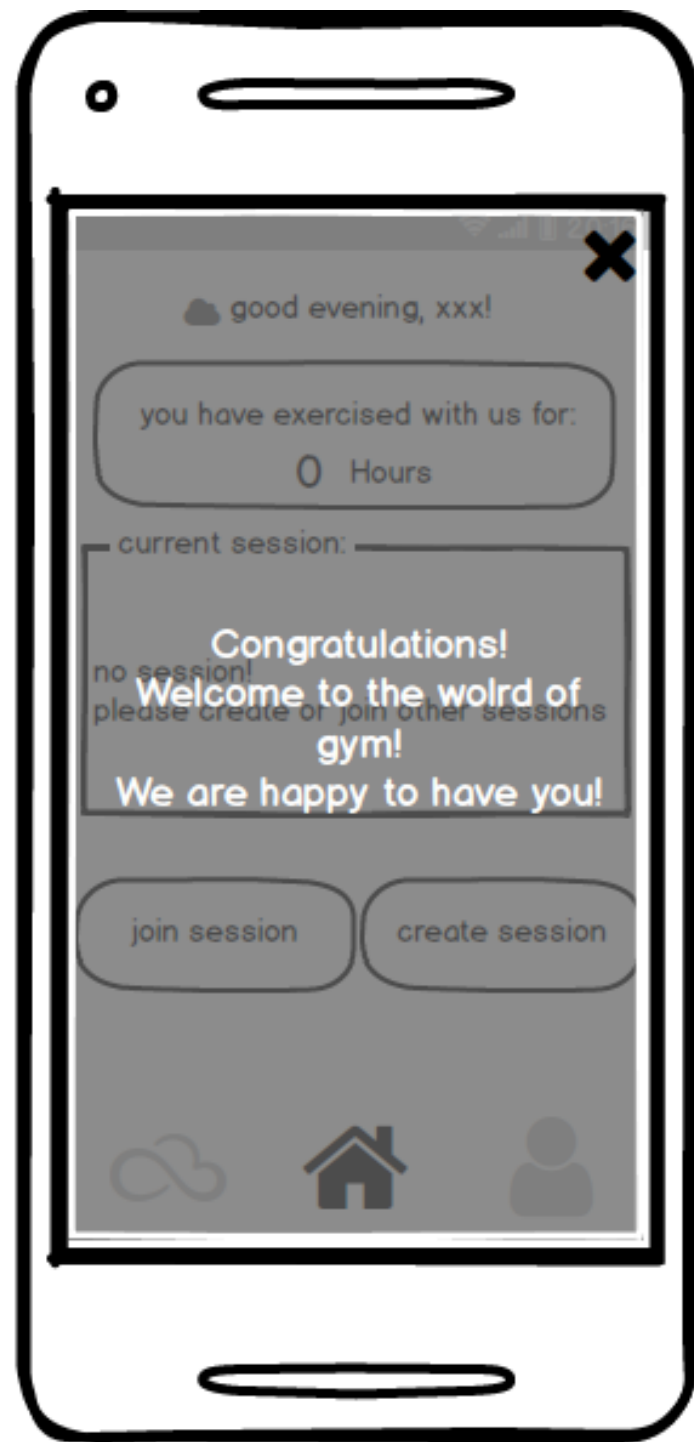 good evening, xxx!
you have exercised with us for:
0 Hours
current session:
no session!
please create or join other sessions
Congratulations!
Welcome to the wolrd of
gym!
We are happy to have you!
join session
create session